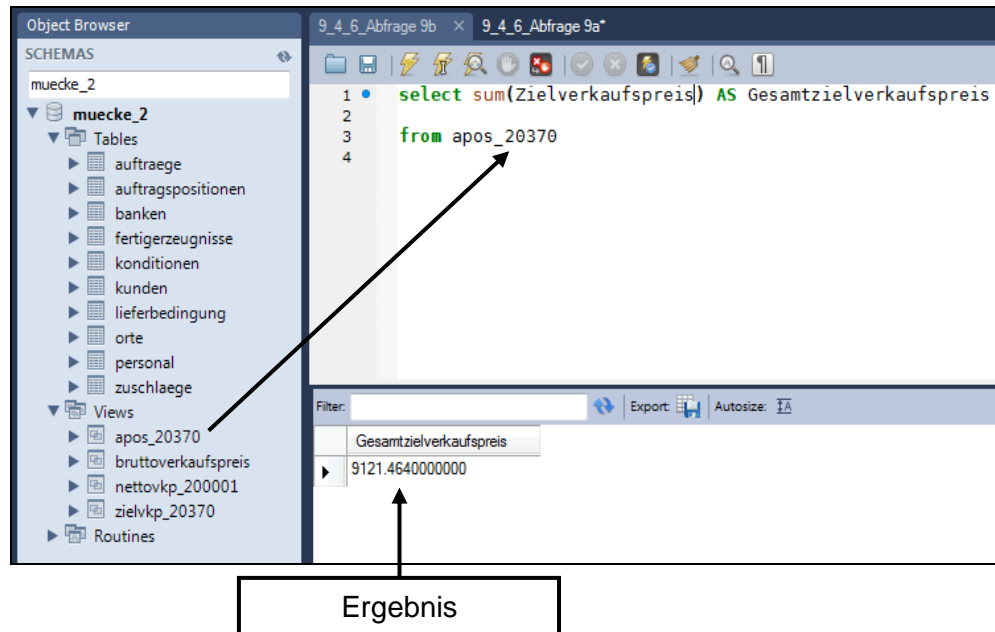 Object Browser
SCHEMAS
muecke_2
muecke_2
Tables
auftraege
auftragspositionen
banken
fertigerzeugnisse
konditionen
kunden
lieferbedingung
orte
personal
zuschlaege
Views
apos_20370
bruttoverkaufspreis
nettovkp_200001
zielvkp_20370
Routines
9_4_6_Abfrage 9b × 9_4_6_Abfrage 9a*
1 select sum(Zielverkaufspreis) AS Gesamtzielverkaufspreis
2
3 from apos_20370
4
Filter: Export: Autosize:
Gesamtzielverkaufspreis
9121.4640000000
Ergebnis